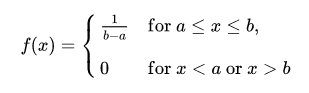 f(x) = { 1/(b−a) for a ≤ x ≤ b,
0 for x < a or x > b